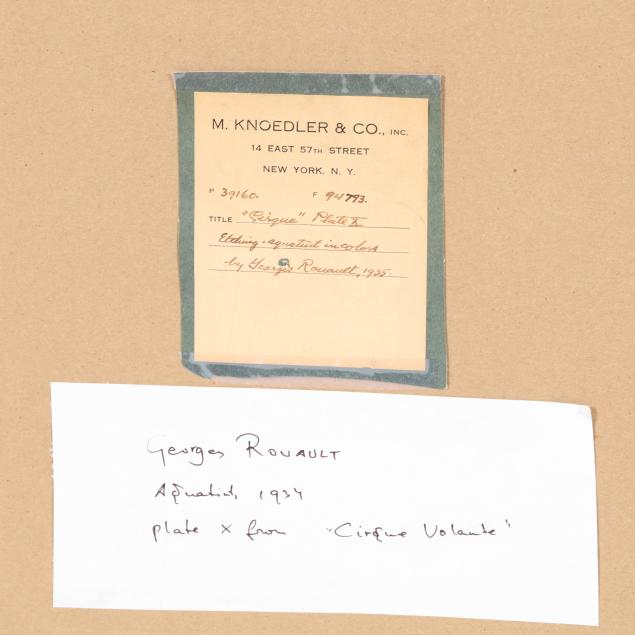 M. KNOEDLER & CO., INC.
14 EAST 57TH STREET
NEW YORK, N. Y.
P 39160. F 94793.
TITLE "Cirque" Plate X
Etching-aquatint in colors
by Georges Rouault, 1935.
Georges ROUAULT
Aquatint, 1934
plate X from "Cirque Volante"